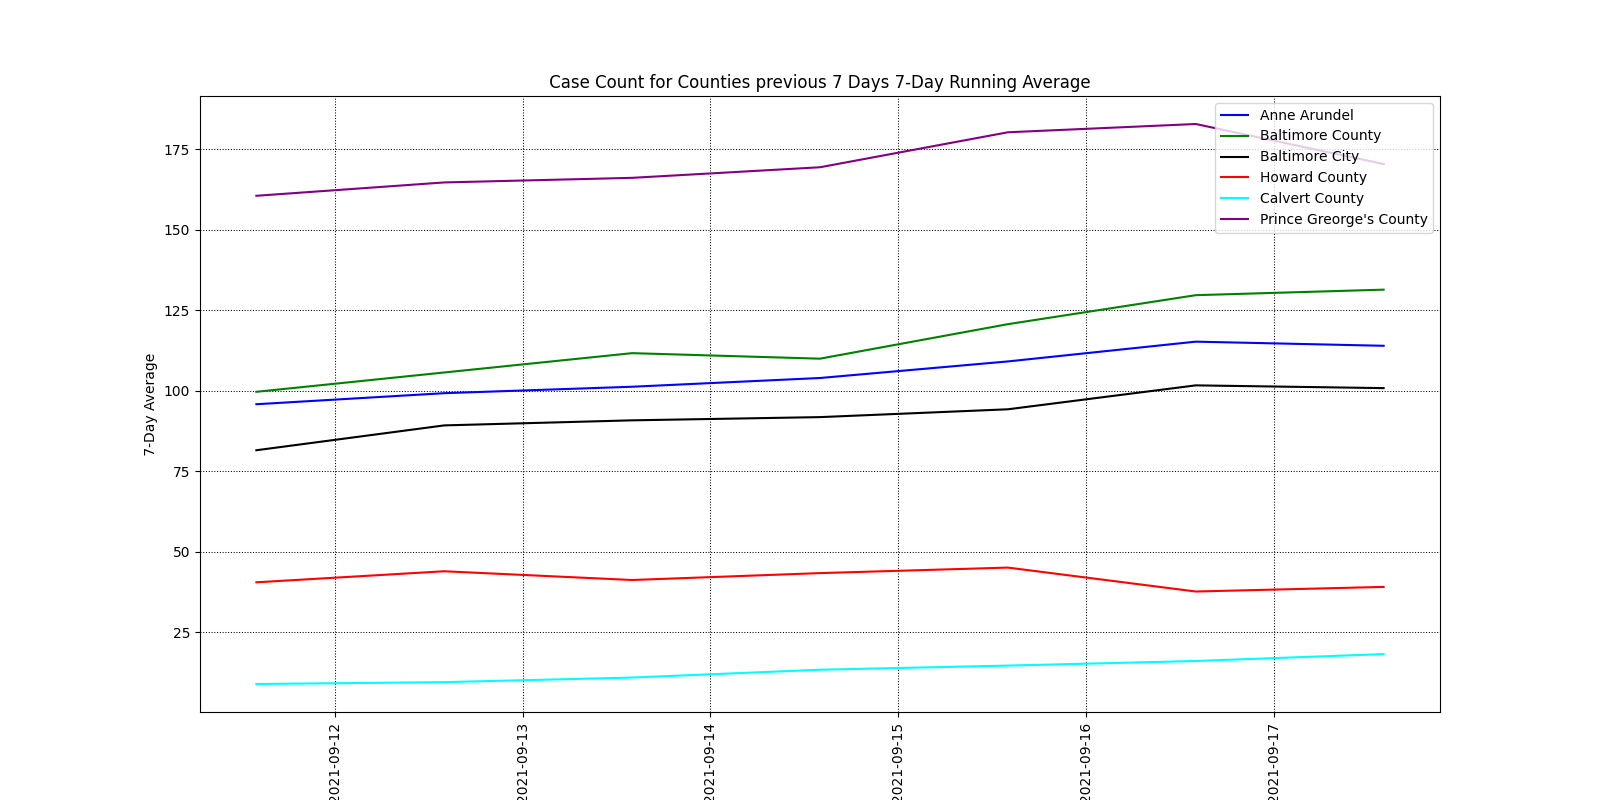 Case Count for Counties previous 7 Days 7-Day Running Average
Anne Arundel
Baltimore County
Baltimore City
Howard County
Calvert County
Prince Greorge's County
7-Day Average
175
150
125
100
75
50
25
2021-09-12
2021-09-13
2021-09-14
2021-09-15
2021-09-16
2021-09-17